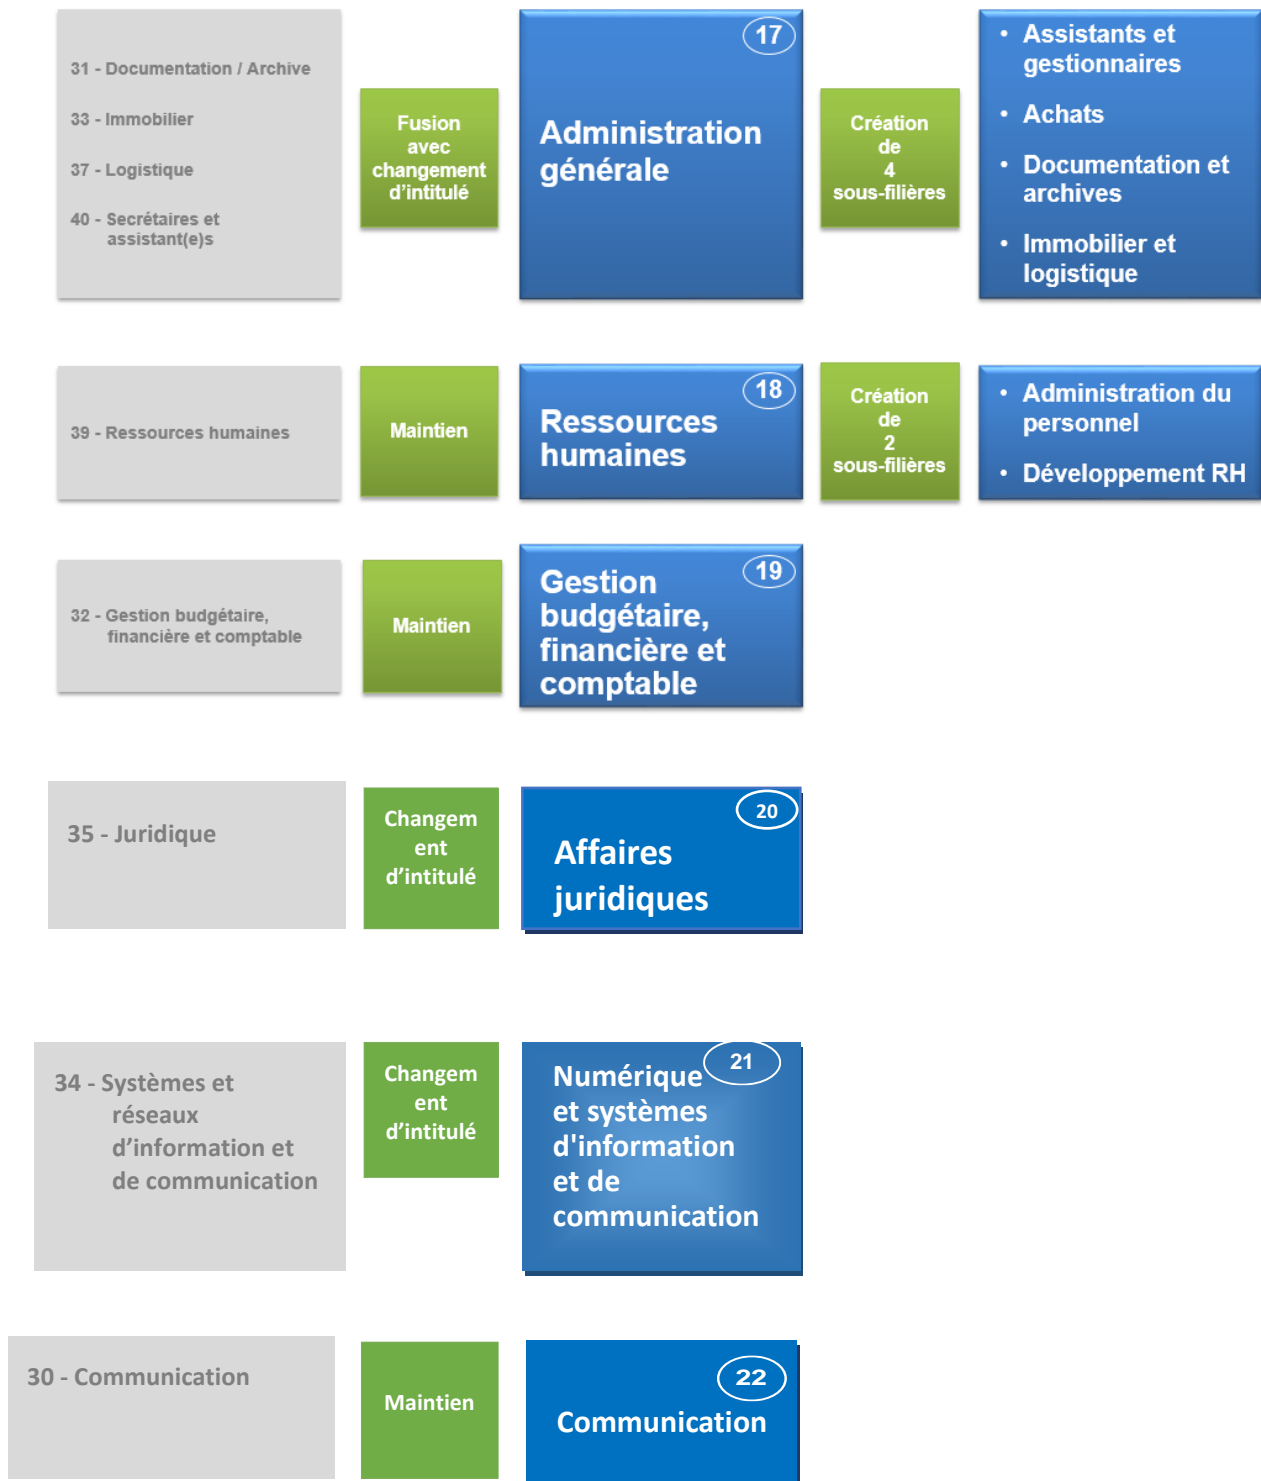 31 - Documentation / Archive
33 - Immobilier
37 - Logistique
40 - Secrétaires et
assistant(e)s
Fusion
avec
changement
d'intitulé
17
Administration
générale
Création
de
4
sous-filières
• Assistants et
gestionnaires
• Achats
• Documentation et
archives
• Immobilier et
logistique
39 - Ressources humaines
Maintien
18
Ressources
humaines
Création
de
2
sous-filières
• Administration du
personnel
• Développement RH
32 - Gestion budgétaire,
financière et comptable
Maintien
19
Gestion
budgétaire,
financière et
comptable
35 - Juridique
Changem
ent
d'intitulé
20
Affaires
juridiques
34 - Systèmes et
réseaux
d'information et
de communication
Changem
ent
d'intitulé
21
Numérique
et systèmes
d'information
et de
communication
30 - Communication
Maintien
22
Communication